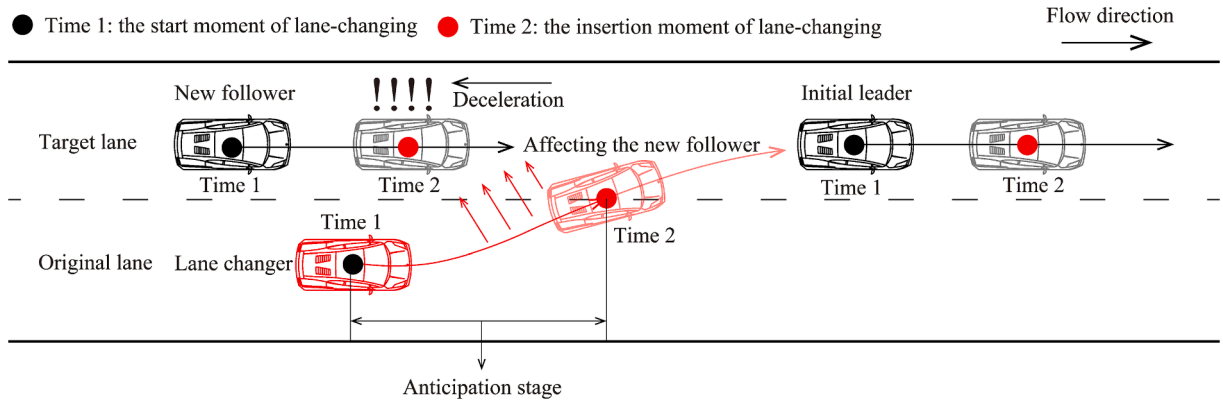 Time 1: the start moment of lane-changing
Time 2: the insertion moment of lane-changing
Flow direction
New follower
! ! ! !
Deceleration
Initial leader
Target lane
Affecting the new follower
Time 1
Time 2
Time 1
Time 2
Time 1
Time 2
Original lane
Lane changer
Anticipation stage